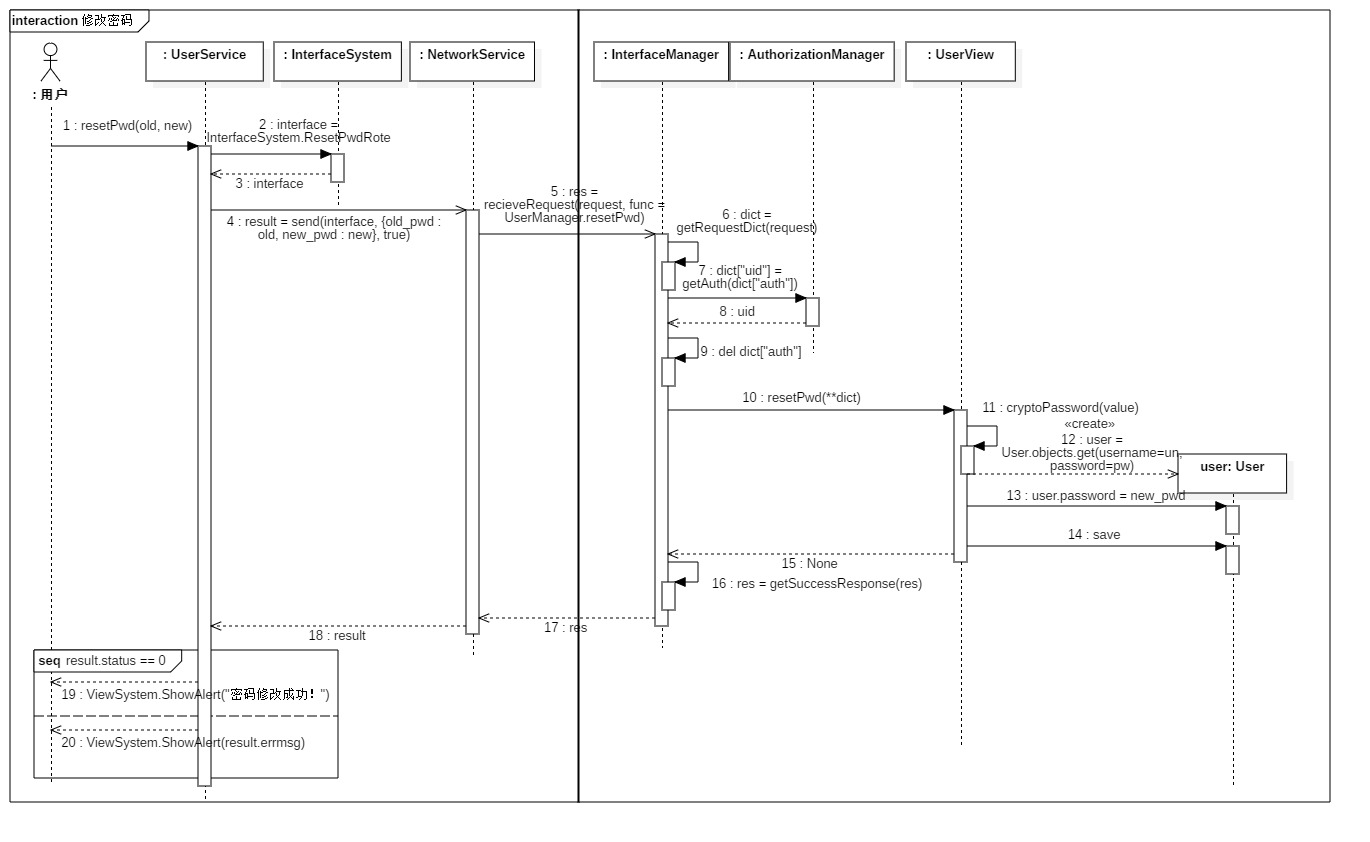 interaction 修改密码
: 用户
: UserService
: InterfaceSystem
: NetworkService
: InterfaceManager
: AuthorizationManager
: UserView
1 : resetPwd(old, new)
2 : interface =
InterfaceSystem.ResetPwdRote
3 : interface
4 : result = send(interface, {old_pwd :
old, new_pwd : new}, true)
5 : res =
recieveRequest(request, func =
UserManager.resetPwd)
6 : dict =
getRequestDict(request)
7 : dict["uid"] =
getAuth(dict["auth"])
8 : uid
9 : del dict["auth"]
10 : resetPwd(**dict)
11 : cryptoPassword(value)
«create»
12 : user =
User.objects.get(username=un,
password=pw)
user: User
13 : user.password = new_pwd
14 : save
15 : None
16 : res = getSuccessResponse(res)
17 : res
18 : result
seq result.status == 0
19 : ViewSystem.ShowAlert("密码修改成功！")
20 : ViewSystem.ShowAlert(result.errmsg)